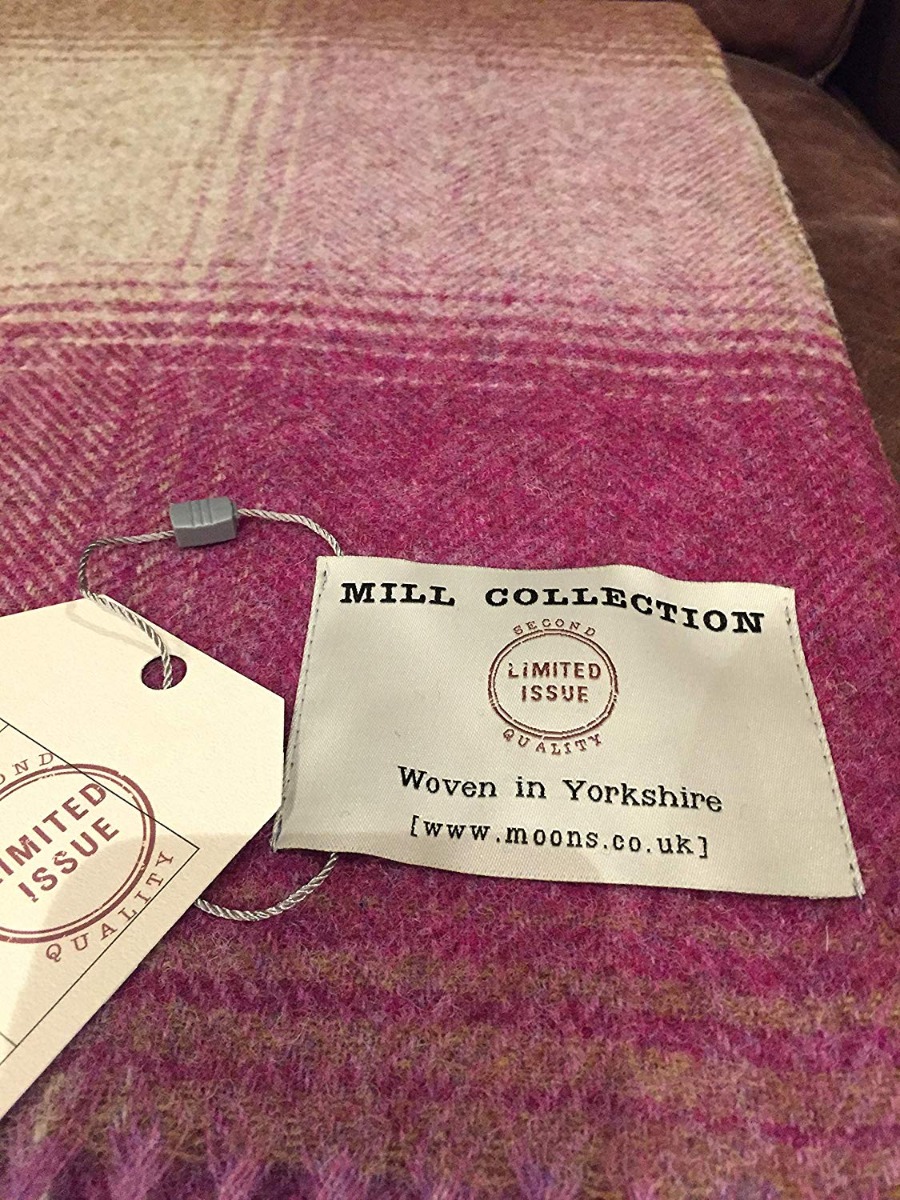 MILL COLLECTION
SECOND
LIMITED
ISSUE
QUALITY
Woven in Yorkshire
[www.moons.co.uk]
LIMITED
ISSUE
QUALITY